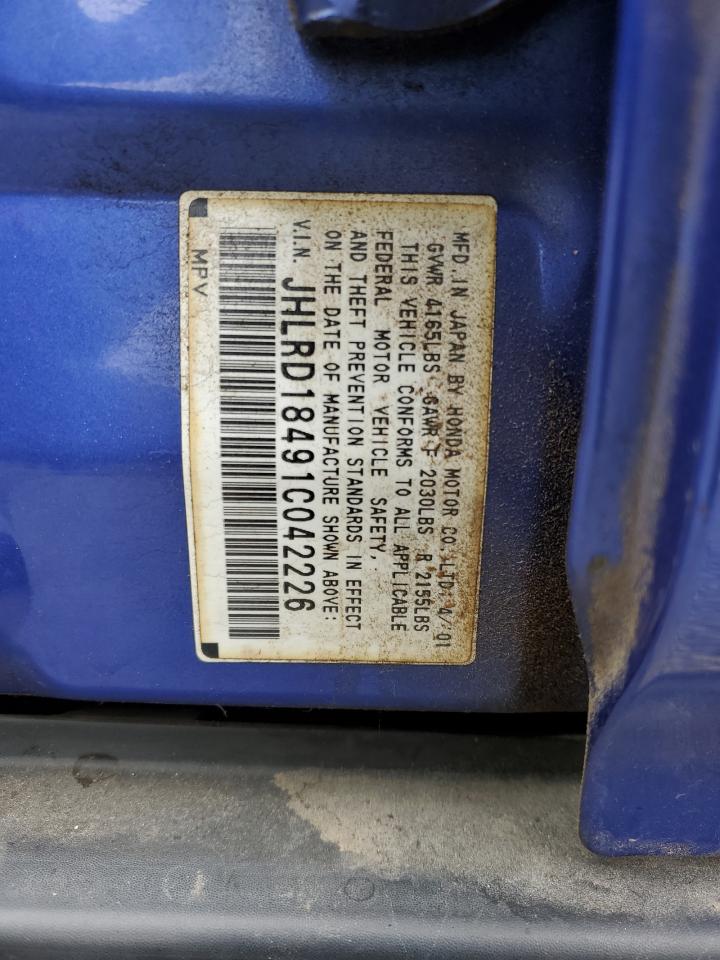 MFD. IN JAPAN BY HONDA MOTOR CO., LTD. 4/01
GVWR 4165LBS GAWR F 2030LBS R 2155LBS
THIS VEHICLE CONFORMS TO ALL APPLICABLE
FEDERAL MOTOR VEHICLE SAFETY,
AND THEFT PREVENTION STANDARDS IN EFFECT
ON THE DATE OF MANUFACTURE SHOWN ABOVE:
V.I.N. JHLRD18491C042226
MPV